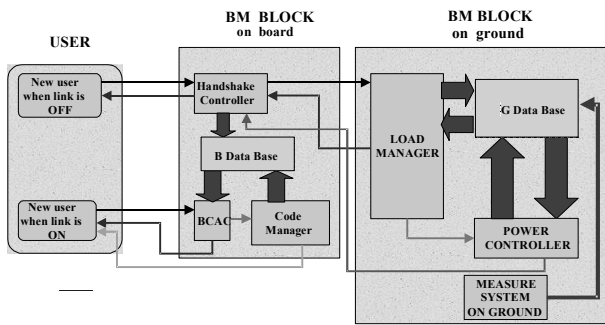 USER
BM BLOCK
on board
BM BLOCK
on ground
New user
when link is
OFF
Handshake
Controller
B Data Base
New user
when link is
ON
BCAC
Code
Manager
LOAD
MANAGER
G Data Base
POWER
CONTROLLER
MEASURE
SYSTEM
ON GROUND